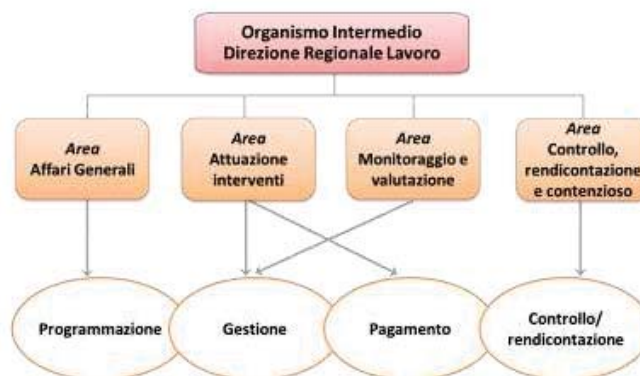 Organismo Intermedio
Direzione Regionale Lavoro
Area
Affari Generali
Area
Attuazione
interventi
Area
Monitoraggio e
valutazione
Area
Controllo,
rendicontazione
e contenzioso
Programmazione
Gestione
Pagamento
Controllo/
rendicontazione